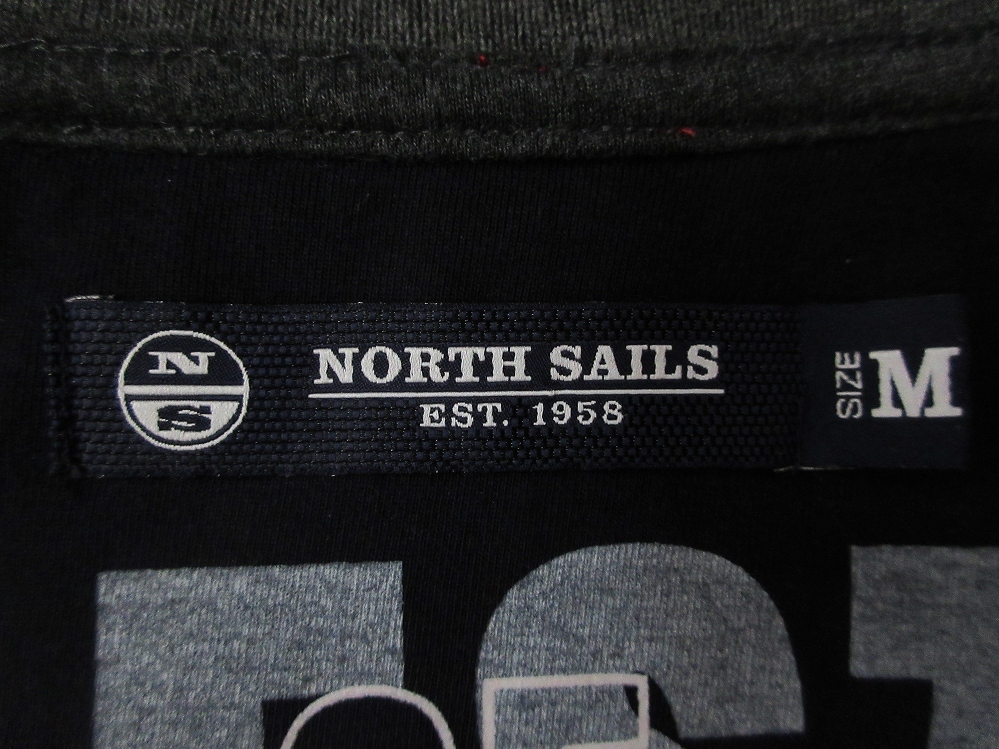 N
S
NORTH SAILS
EST. 1958
SIZE M